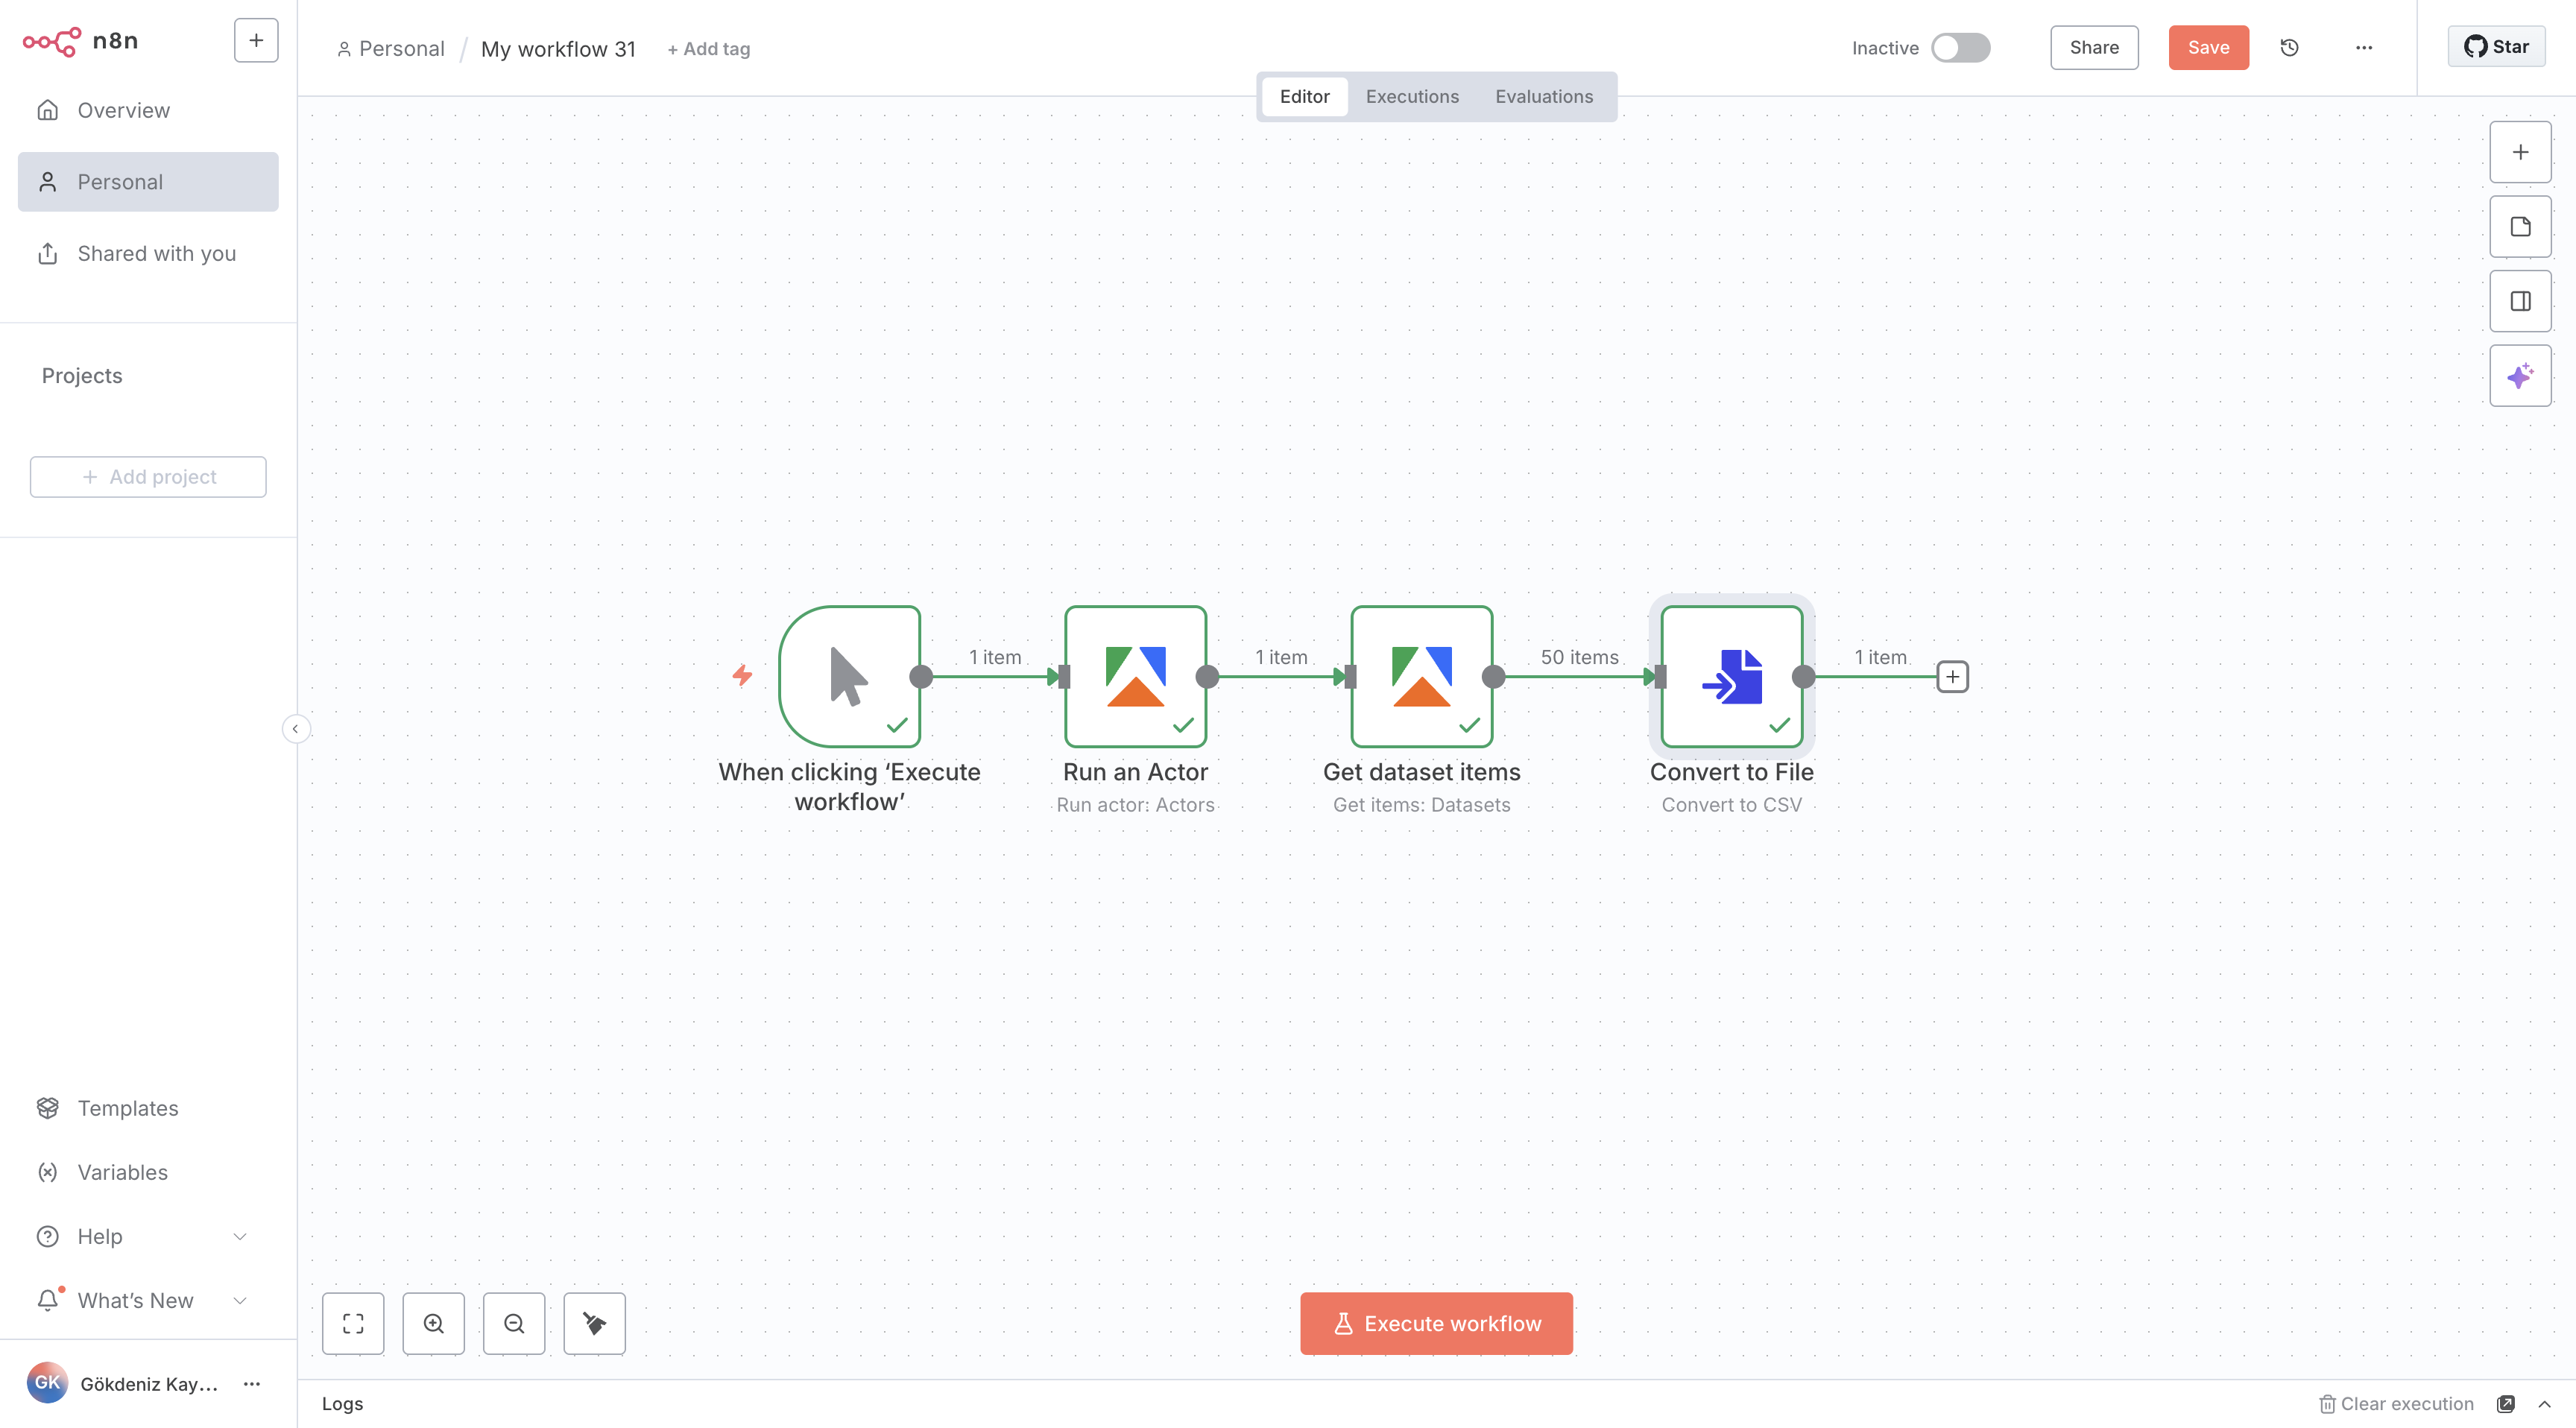 n8n
Overview
Personal
Shared with you
Projects
+ Add project
Templates
Variables
Help
What's New
GK
Gökdeniz Kay...
Personal / My workflow 31 + Add tag
Inactive
Share
Save
Star
Editor Executions Evaluations
1 item
1 item
50 items
1 item
When clicking ‘Execute
workflow’
Run an Actor
Run actor: Actors
Get dataset items
Get items: Datasets
Convert to File
Convert to CSV
Execute workflow
Logs
Clear execution